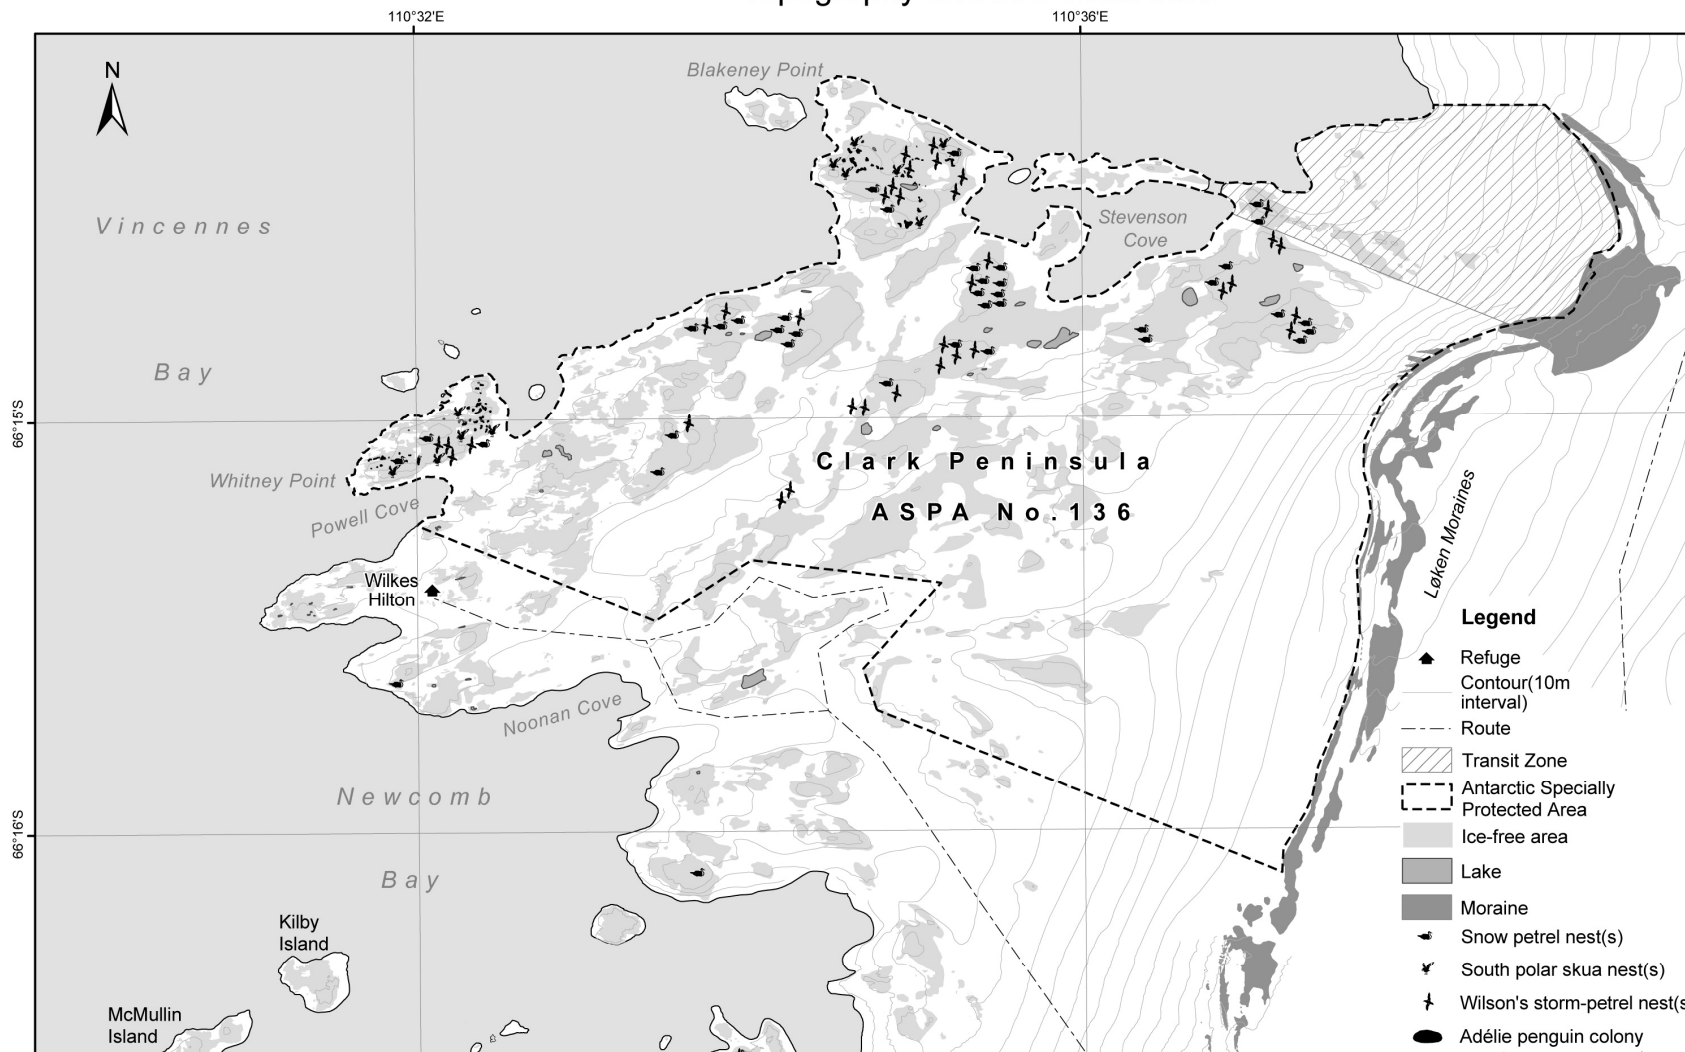 110°32'E
110°36'E
N
Blakeney Point
Vincennes
Stevenson
Cove
Bay
66°15'S
Whitney Point
Powell Cove
Clark Peninsula
ASPA No.136
Løken Moraines
Wilkes
Hilton
Noonan Cove
Newcomb
66°16'S
Bay
Kilby
Island
McMullin
Island
Legend
Refuge
Contour(10m
interval)
Route
Transit Zone
Antarctic Specially
Protected Area
Ice-free area
Lake
Moraine
Snow petrel nest(s)
South polar skua nest(s)
Wilson's storm-petrel nest(s
Adélie penguin colony